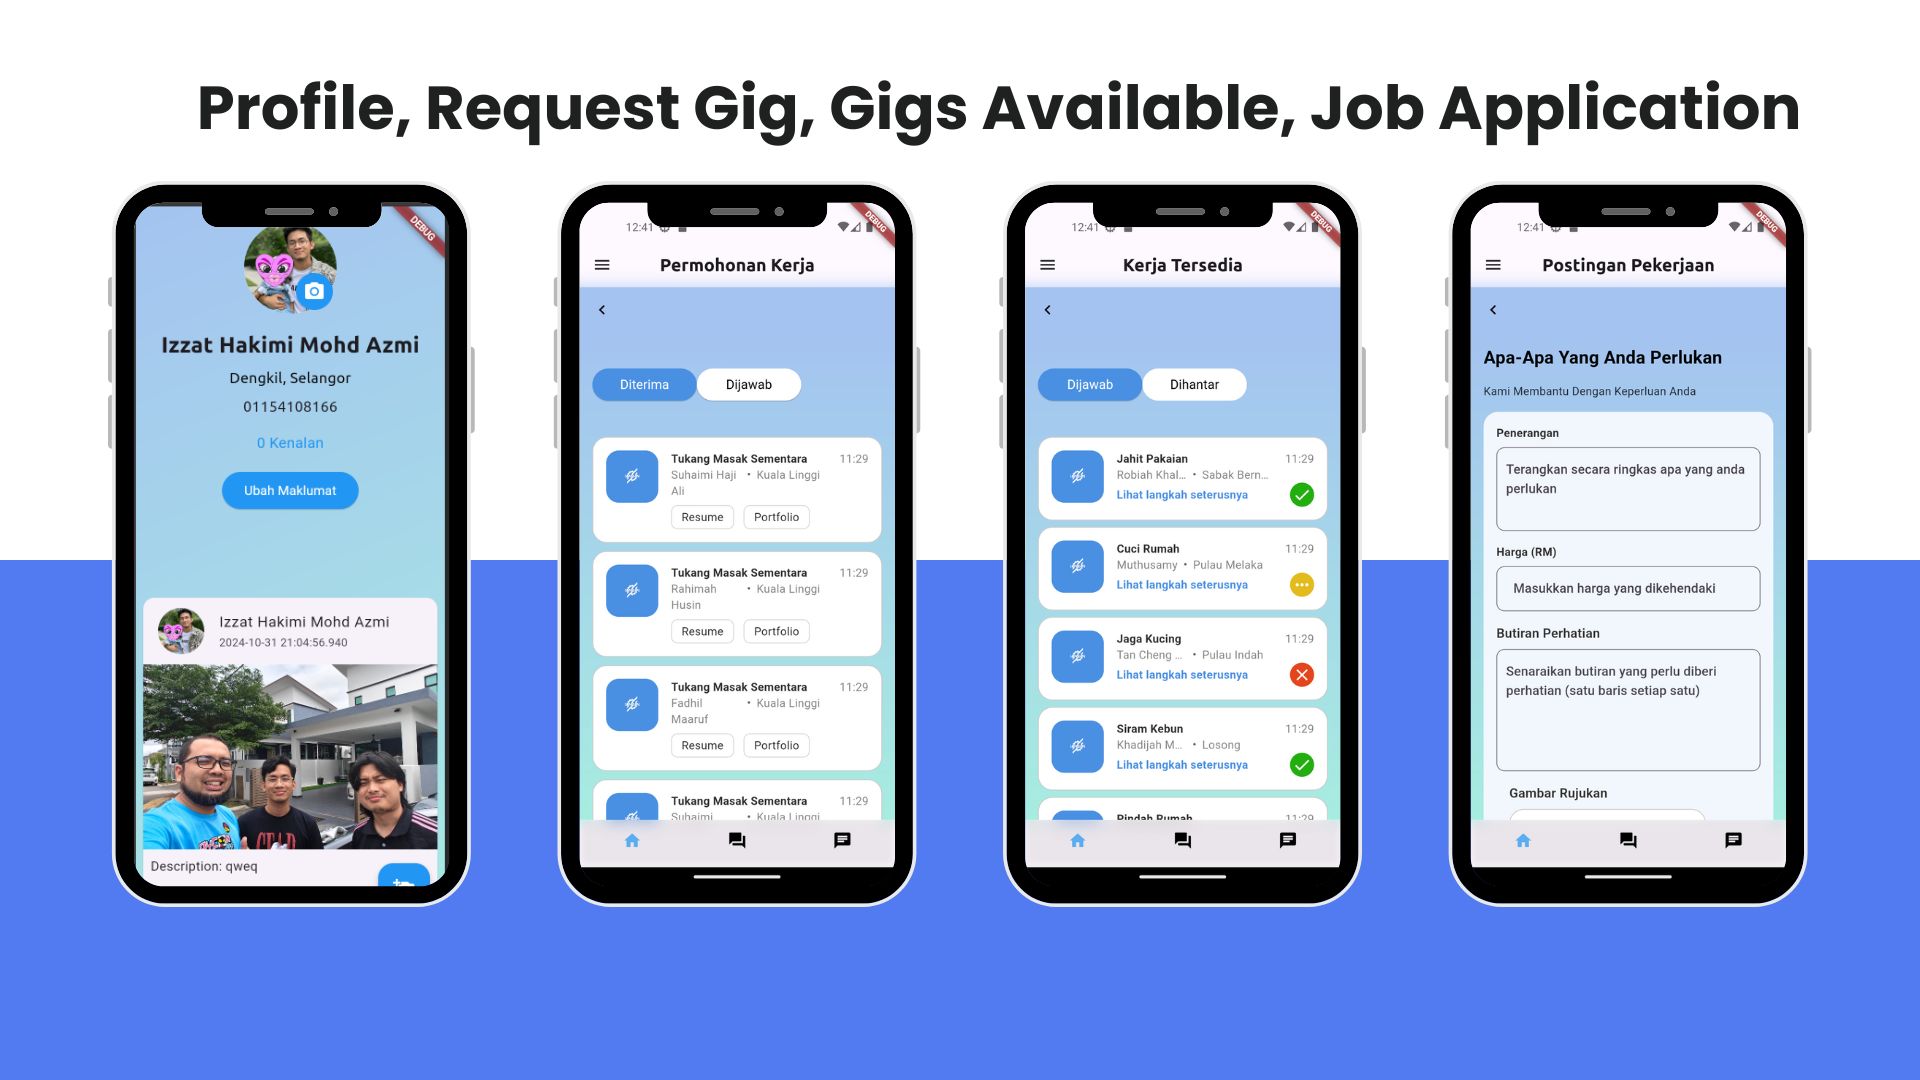 Profile, Request Gig, Gigs Available, Job Application
DEBUG
Izzat Hakimi Mohd Azmi
Dengkil, Selangor
01154108166
0 Kenalan
Ubah Maklumat
Izzat Hakimi Mohd Azmi
2024-10-31 21:04:56.940
Description: qweq
12:41
DEBUG
Permohonan Kerja
Diterima
Dijawab
Tukang Masak Sementara
11:29
Suhaimi Haji • Kuala Linggi
Ali
Resume
Portfolio
Tukang Masak Sementara
11:29
Rahimah • Kuala Linggi
Husin
Resume
Portfolio
Tukang Masak Sementara
11:29
Fadhil • Kuala Linggi
Maaruf
Resume
Portfolio
Tukang Masak Sementara
11:29
Suhaimi • Kuala Linggi
12:41
DEBUG
Kerja Tersedia
Dijawab
Dihantar
Jahit Pakaian
11:29
Robiah Khal... • Sabak Bern...
Lihat langkah seterusnya
Cuci Rumah
11:29
Muthusamy • Pulau Melaka
Lihat langkah seterusnya
Jaga Kucing
11:29
Tan Cheng ... • Pulau Indah
Lihat langkah seterusnya
Siram Kebun
11:29
Khadijah M... • Losong
Lihat langkah seterusnya
Pindah Rumah
11:29
12:41
DEBUG
Postingan Pekerjaan
Apa-Apa Yang Anda Perlukan
Kami Membantu Dengan Keperluan Anda
Penerangan
Terangkan secara ringkas apa yang anda
perlukan
Harga (RM)
Masukkan harga yang dikehendaki
Butiran Perhatian
Senaraikan butiran yang perlu diberi
perhatian (satu baris setiap satu)
Gambar Rujukan